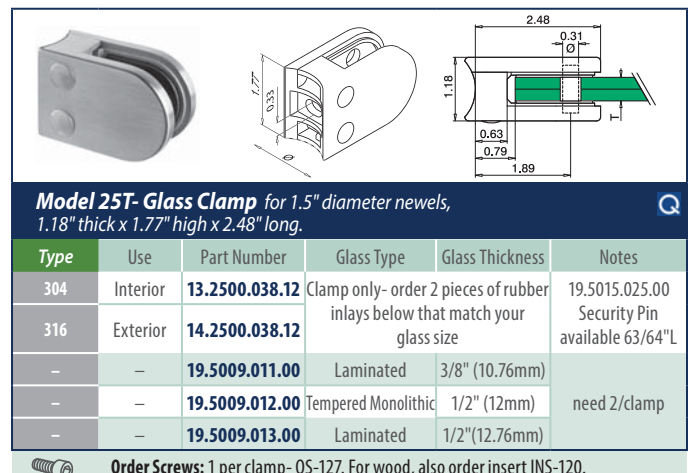 2.48
0.31
Ø
1.77
0.33
Ø
1.18
T
0.63
0.79
1.89
Model 25T- Glass Clamp for 1.5" diameter newels,
1.18" thick x 1.77" high x 2.48" long.
Q
Type Use Part Number Glass Type Glass Thickness Notes
304 Interior 13.2500.038.12 Clamp only- order 2 pieces of rubber 19.5015.025.00
inlays below that match your Security Pin
316 Exterior 14.2500.038.12 glass size available 63/64"L
– – 19.5009.011.00 Laminated 3/8" (10.76mm)
– – 19.5009.012.00 Tempered Monolithic 1/2" (12mm) need 2/clamp
– – 19.5009.013.00 Laminated 1/2"(12.76mm)
Order Screws: 1 per clamp- OS-127. For wood, also order insert INS-120.